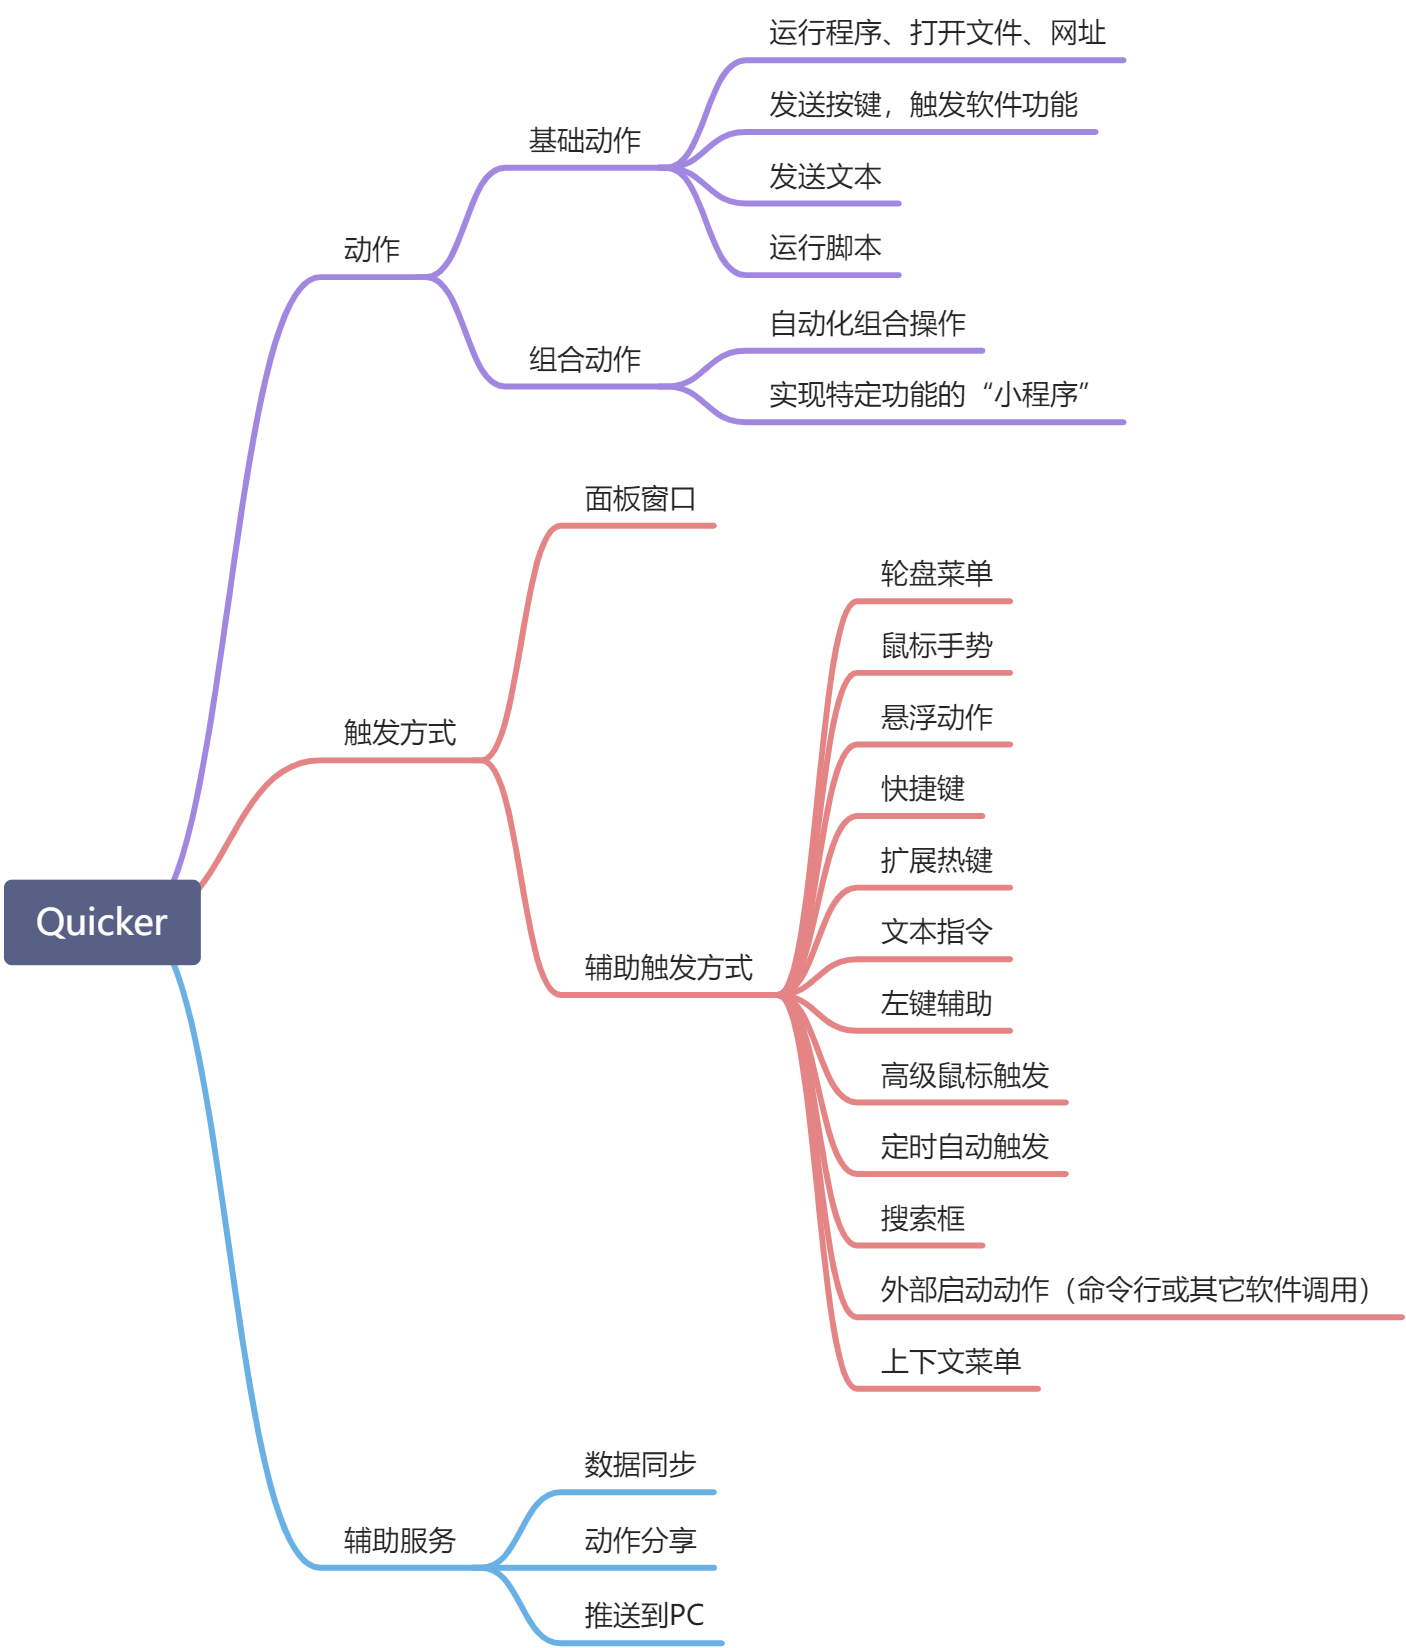 运行程序、打开文件、网址
发送按键，触发软件功能
基础动作
发送文本
动作
运行脚本
自动化组合操作
组合动作
实现特定功能的“小程序”
面板窗口
轮盘菜单
鼠标手势
悬浮动作
触发方式
快捷键
扩展热键
Quicker
文本指令
辅助触发方式
左键辅助
高级鼠标触发
定时自动触发
搜索框
外部启动动作（命令行或其它软件调用）
上下文菜单
数据同步
辅助服务
动作分享
推送到PC